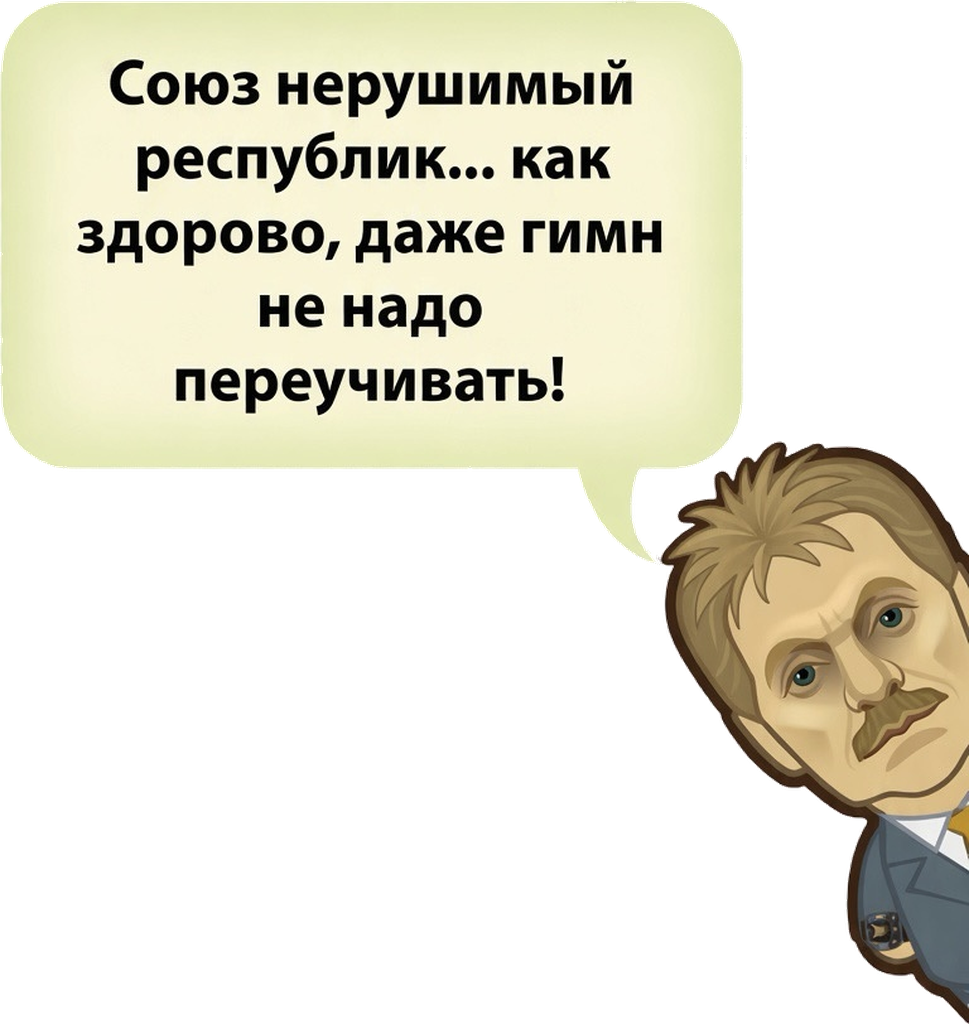 Союз нерушимый
республик... как
здорово, даже гимн
не надо
переучивать!